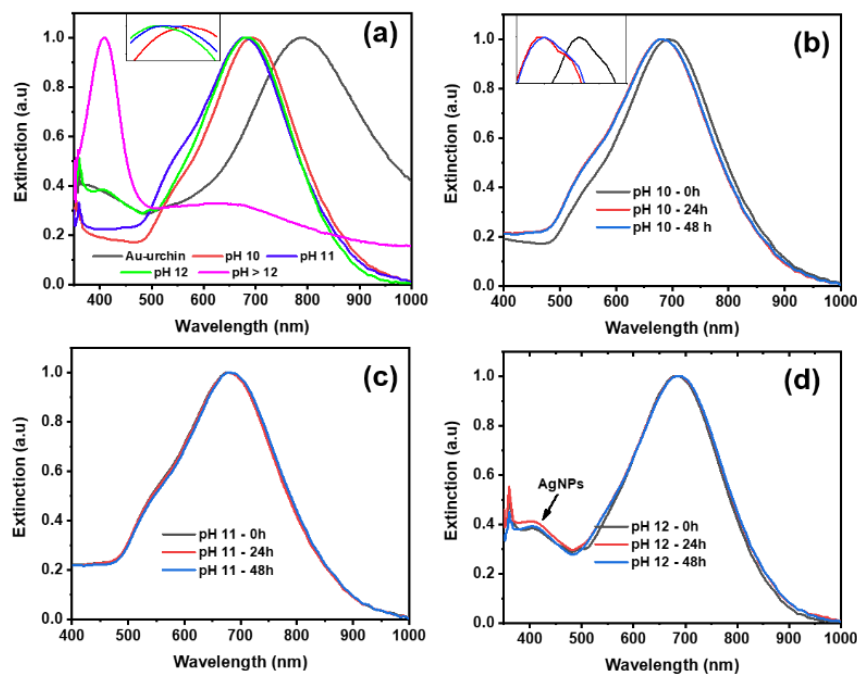 (a)
Extinction (a.u)
1.0
0.8
0.6
0.4
0.2
0.0
Au-urchin pH 10 pH 11
pH 12 pH > 12
400 500 600 700 800 900 1000
Wavelength (nm)
(b)
Extinction (a.u)
1.0
0.8
0.6
0.4
0.2
0.0
pH 10 - 0h
pH 10 - 24h
pH 10 - 48 h
400 500 600 700 800 900 1000
Wavelength (nm)
(c)
Extinction (a.u)
1.0
0.8
0.6
0.4
0.2
0.0
pH 11 - 0h
pH 11 - 24h
pH 11 - 48h
400 500 600 700 800 900 1000
Wavelength (nm)
(d)
Extinction (a.u)
1.0
0.8
0.6
0.4
0.2
0.0
AgNPs
pH 12 - 0h
pH 12 - 24h
pH 12 - 48h
400 500 600 700 800 900 1000
Wavelength (nm)